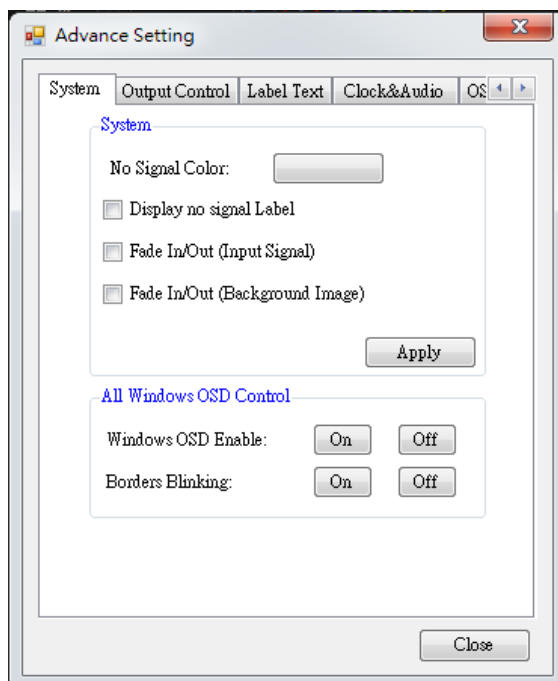 Advance Setting
System Output Control Label Text Clock&Audio OS
System
No Signal Color:
Display no signal Label
Fade In/Out (Input Signal)
Fade In/Out (Background Image)
Apply
All Windows OSD Control
Windows OSD Enable: On Off
Borders Blinking: On Off
Close